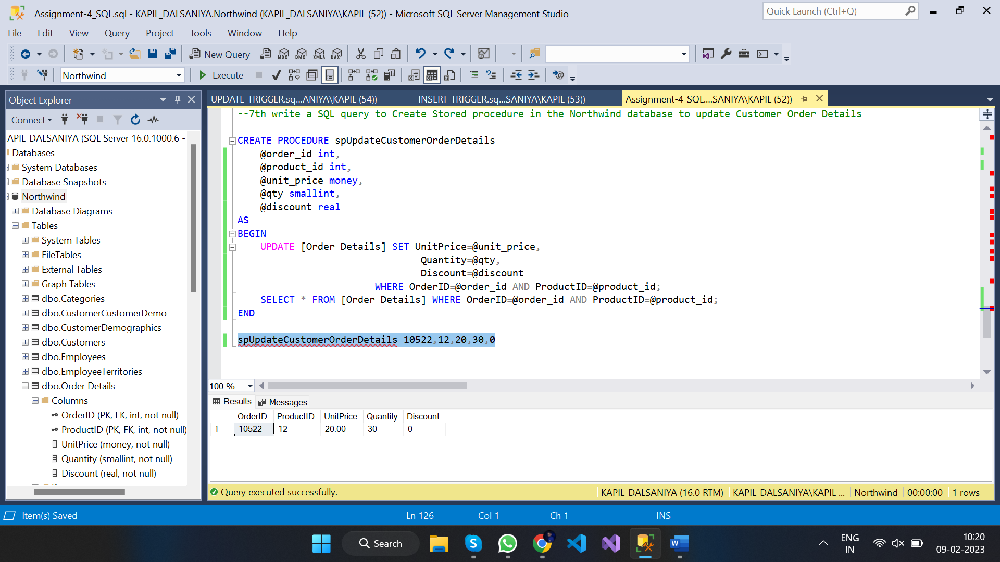 Assignment-4_SQL.sql - KAPIL_DALSANIYA.Northwind (KAPIL_DALSANIYA\KAPIL (52)) - Microsoft SQL Server Management Studio
Quick Launch (Ctrl+Q)
File Edit View Query Project Tools Window Help
New Query MDX DMX XMLA DAX
Northwind Execute
Object Explorer
UPDATE_TRIGGER.sq...ANIYA\KAPIL (54)) INSERT_TRIGGER.sq...SANIYA\KAPIL (53)) Assignment-4_SQL....SANIYA\KAPIL (52))
Connect
APIL_DALSANIYA (SQL Server 16.0.1000.6 -
Databases
System Databases
Database Snapshots
Northwind
Database Diagrams
Tables
System Tables
FileTables
External Tables
Graph Tables
dbo.Categories
dbo.CustomerCustomerDemo
dbo.CustomerDemographics
dbo.Customers
dbo.Employees
dbo.EmployeeTerritories
dbo.Order Details
Columns
OrderID (PK, FK, int, not null)
ProductID (PK, FK, int, not null)
UnitPrice (money, not null)
Quantity (smallint, not null)
Discount (real, not null)
--7th write a SQL query to Create Stored procedure in the Northwind database to update Customer Order Details
CREATE PROCEDURE spUpdateCustomerOrderDetails
@order_id int,
@product_id int,
@unit_price money,
@qty smallint,
@discount real
AS
BEGIN
UPDATE [Order Details] SET UnitPrice=@unit_price,
Quantity=@qty,
Discount=@discount
WHERE OrderID=@order_id AND ProductID=@product_id;
SELECT * FROM [Order Details] WHERE OrderID=@order_id AND ProductID=@product_id;
END
spUpdateCustomerOrderDetails 10522,12,20,30,0
100 %
Results Messages
OrderID ProductID UnitPrice Quantity Discount
1 10522 12 20.00 30 0
Query executed successfully. KAPIL_DALSANIYA (16.0 RTM) KAPIL_DALSANIYA\KAPIL ... Northwind 00:00:00 1 rows
Item(s) Saved Ln 126 Col 1 Ch 1 INS
Search
ENG
IN
10:20
09-02-2023